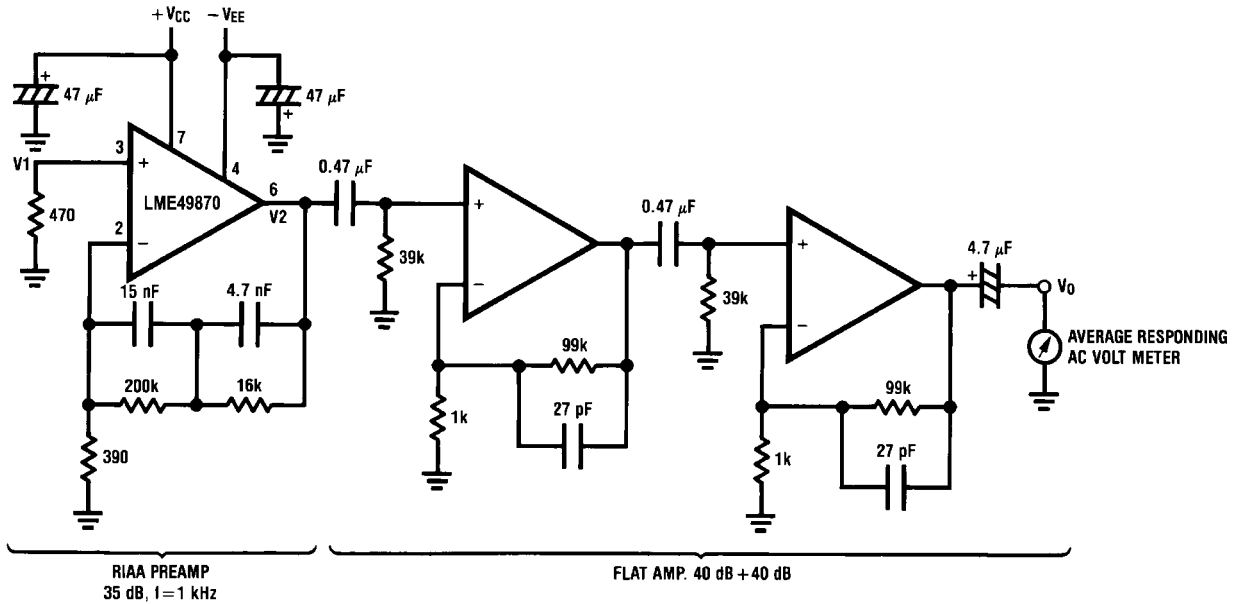 + VCC
− VEE
+
47 µF
47 µF
+
7
3
V1
+
4
LME49870
6
V2
470
2
−
0.47 µF
+
39k
−
0.47 µF
+
39k
−
4.7 µF
+
V0
AVERAGE RESPONDING
AC VOLT METER
15 nF
4.7 nF
200k
16k
390
99k
27 pF
1k
99k
27 pF
1k
RIAA PREAMP
35 dB, f=1 kHz
FLAT AMP. 40 dB + 40 dB